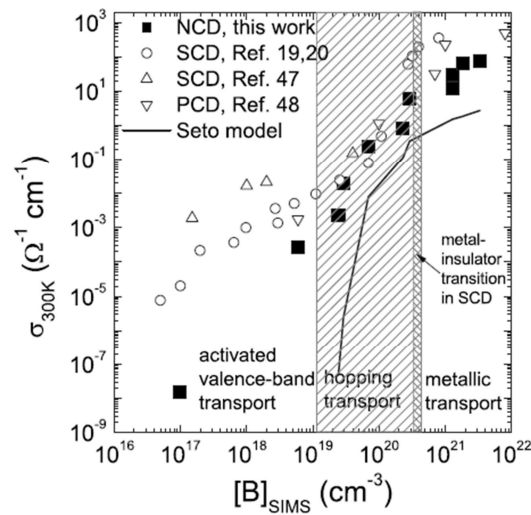 10³
10¹
10⁻¹
10⁻³
10⁻⁵
10⁻⁷
10⁻⁹
σ300K (Ω⁻¹ cm⁻¹)
NCD, this work
SCD, Ref. 19,20
SCD, Ref. 47
PCD, Ref. 48
Seto model
metal-
insulator
transition
in SCD
activated
valence-band
transport
hopping
transport
metallic
transport
10¹⁶ 10¹⁷ 10¹⁸ 10¹⁹ 10²⁰ 10²¹ 10²²
[B]SIMS (cm⁻³)